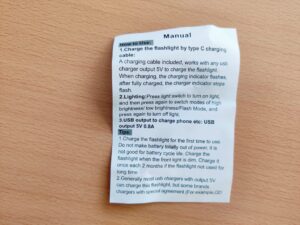 Manual
How to Use:
1.Charge the flashlight by type C charging
cable:
A charging cable included, works with any usb
charger output 5V to charge the flashlight.
When charging, the charging indicator flashes,
after fully charged, the charger indicator stops
flash.
2.Lighting:Press light switch to turn on light,
and then press again to switch modes of high
brightness/ low brightness/Flash Mode, and
press again to turn off light;
3.USB output to charge phone etc: USB
output 5V 0.8A
Tips:
1.Charge the flashlight for the first time to use.
Do not make battery totally out of power, it is
not good for battery cycle life. Charge the
flashlight when the front light is dim. Charge it
once each 2 months if the flashlight not used for
long time
2.Generally most usb chargers with output 5V
can charge this flashlight, but some brands
chargers with special agreement (For example,